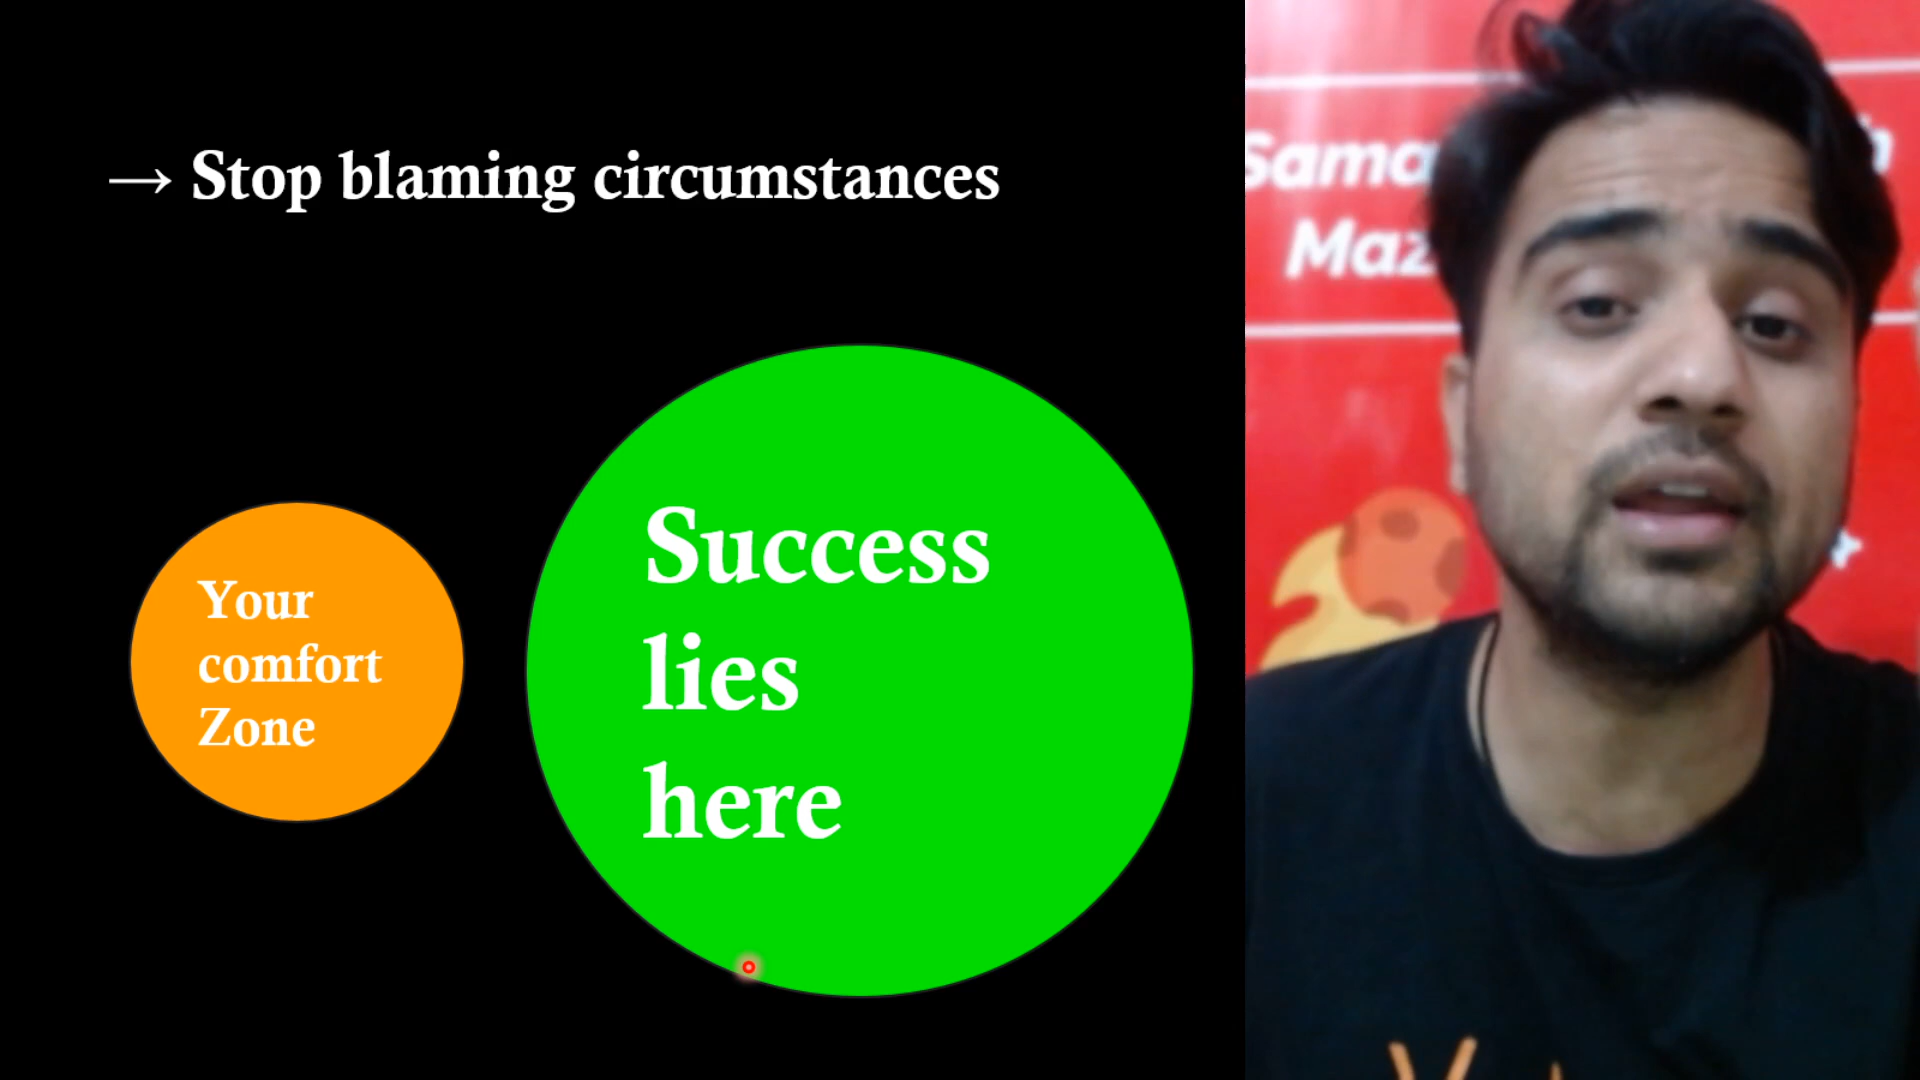 → Stop blaming circumstances
Your
comfort
Zone
Success
lies
here